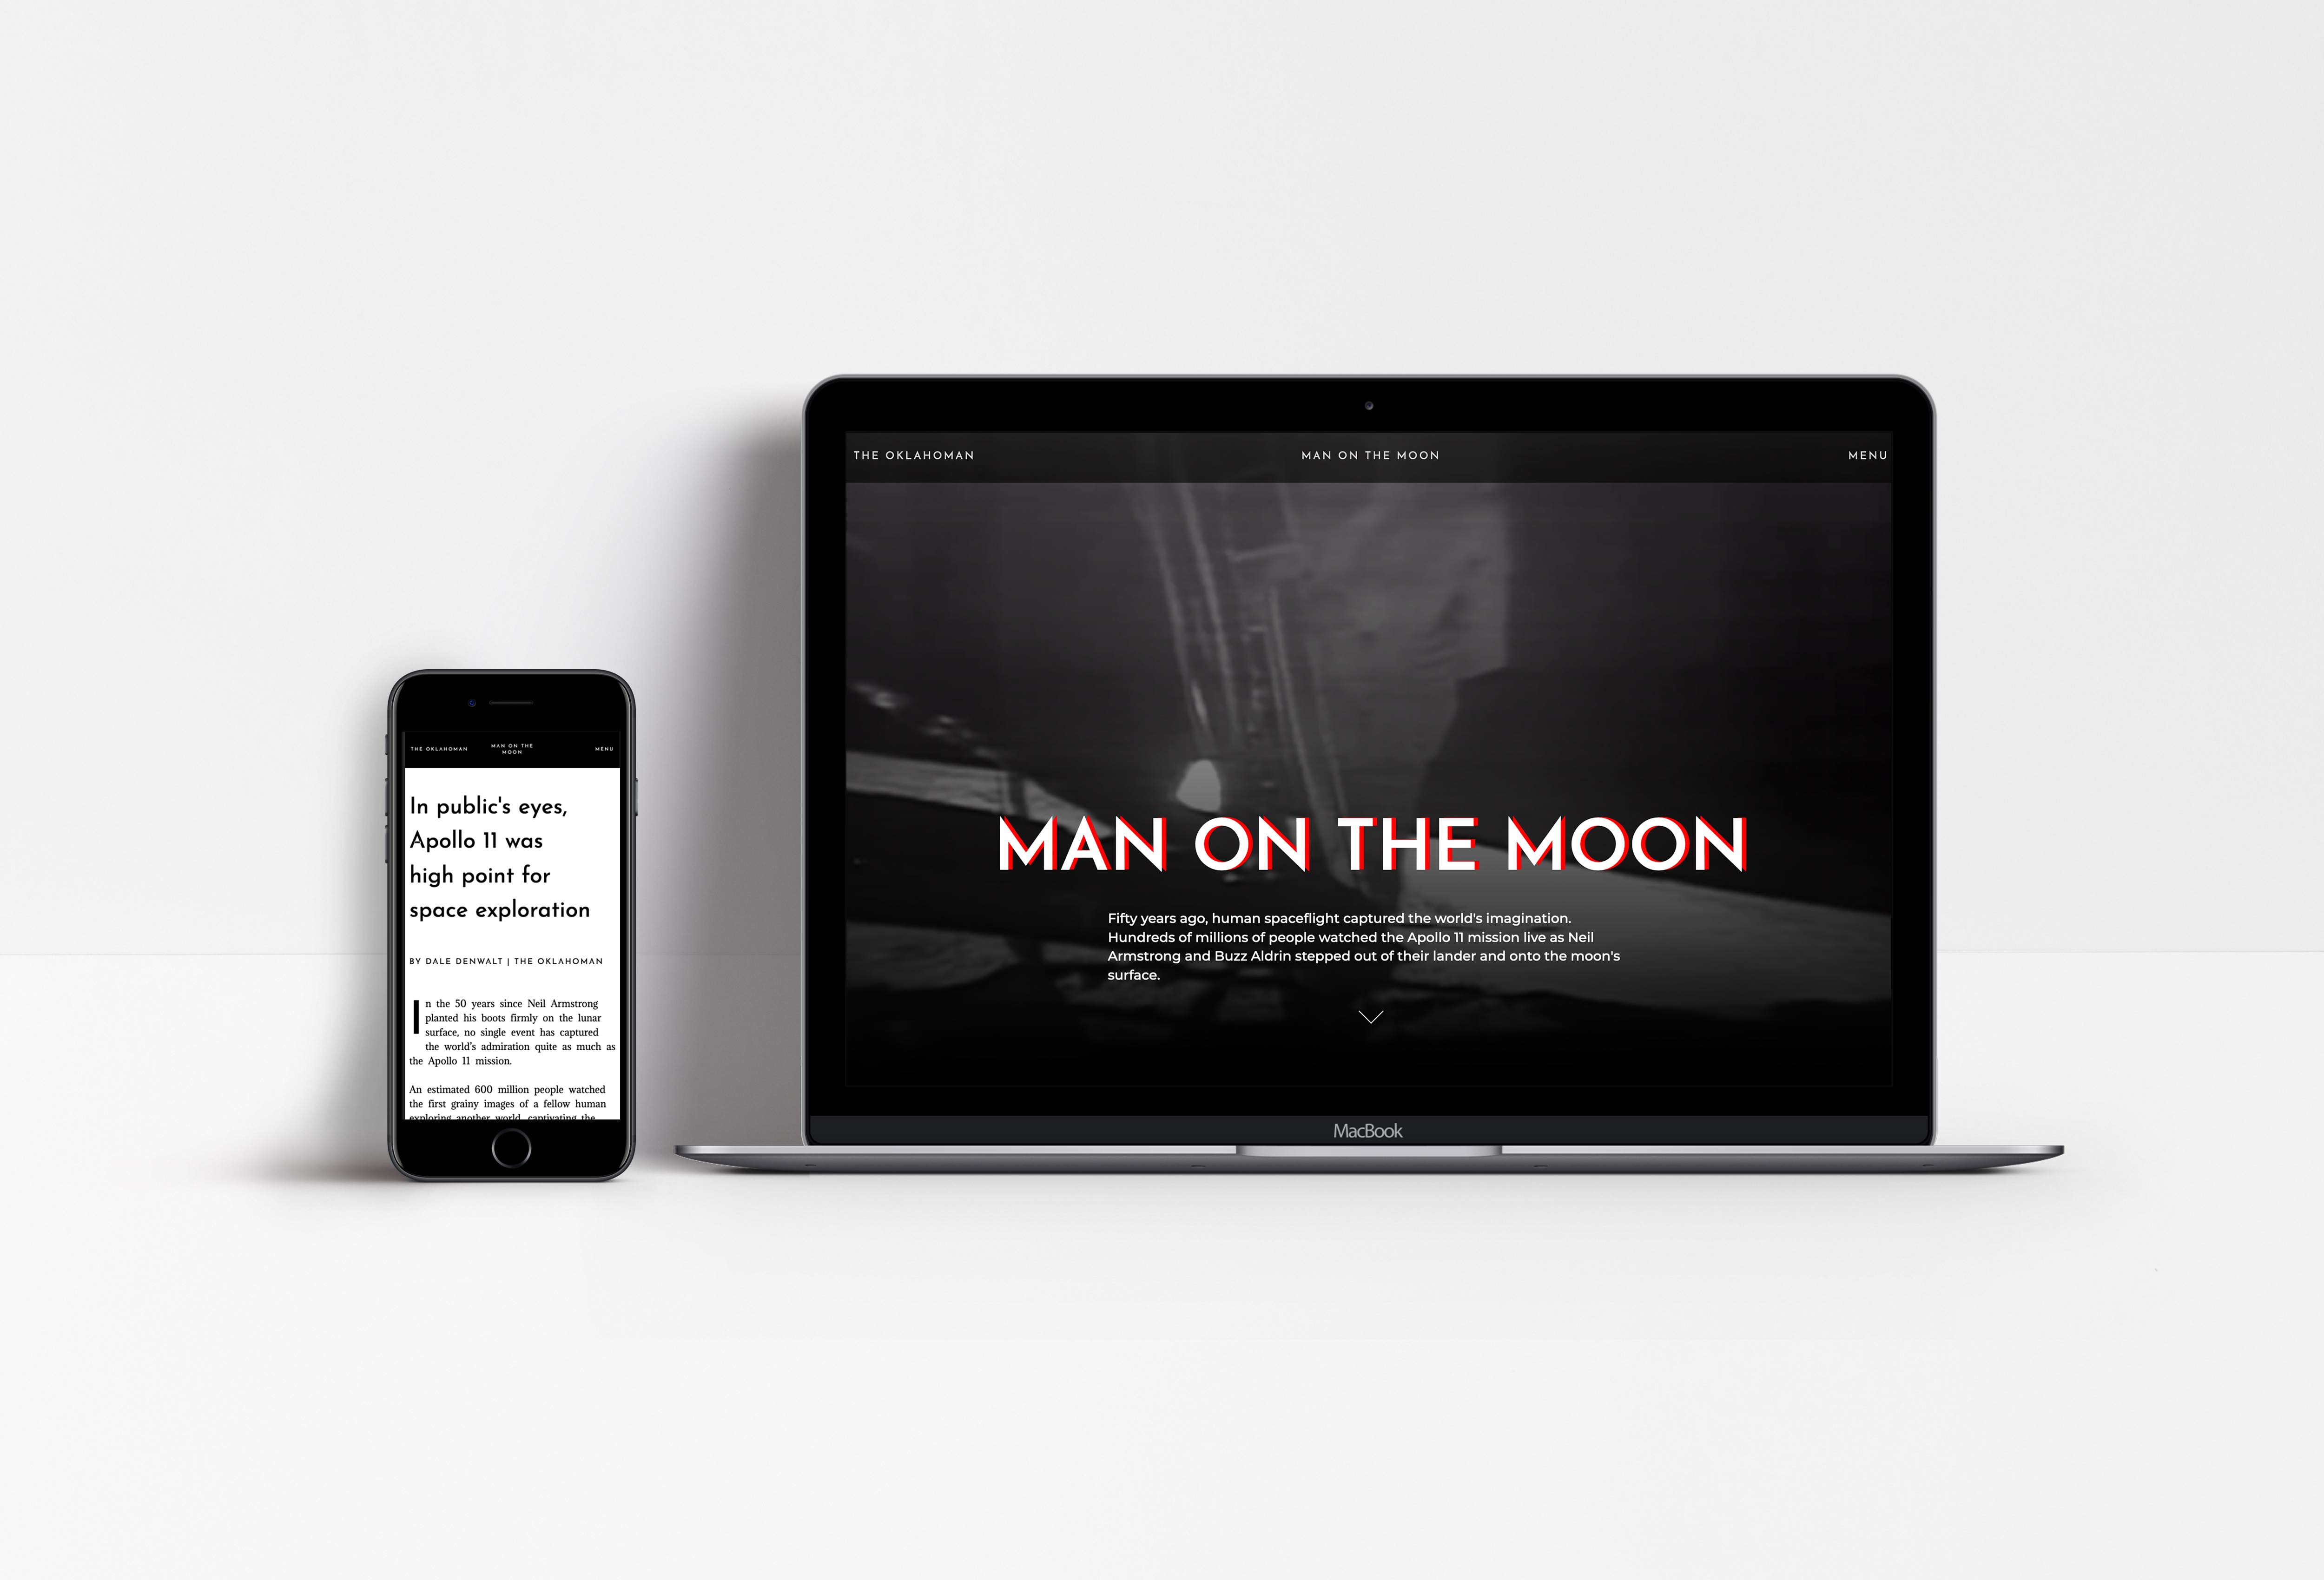 THE OKLAHOMAN
MAN ON THE
MOON
MENU
In public's eyes,
Apollo 11 was
high point for
space exploration
BY DALE DENWALT | THE OKLAHOMAN
In the 50 years since Neil Armstrong
planted his boots firmly on the lunar
surface, no single event has captured
the world’s admiration quite as much as
the Apollo 11 mission.
An estimated 600 million people watched
the first grainy images of a fellow human
exploring another world, captivating the
THE OKLAHOMAN
MAN ON THE MOON
MENU
MAN ON THE MOON
Fifty years ago, human spaceflight captured the world's imagination.
Hundreds of millions of people watched the Apollo 11 mission live as Neil
Armstrong and Buzz Aldrin stepped out of their lander and onto the moon's
surface.
MacBook